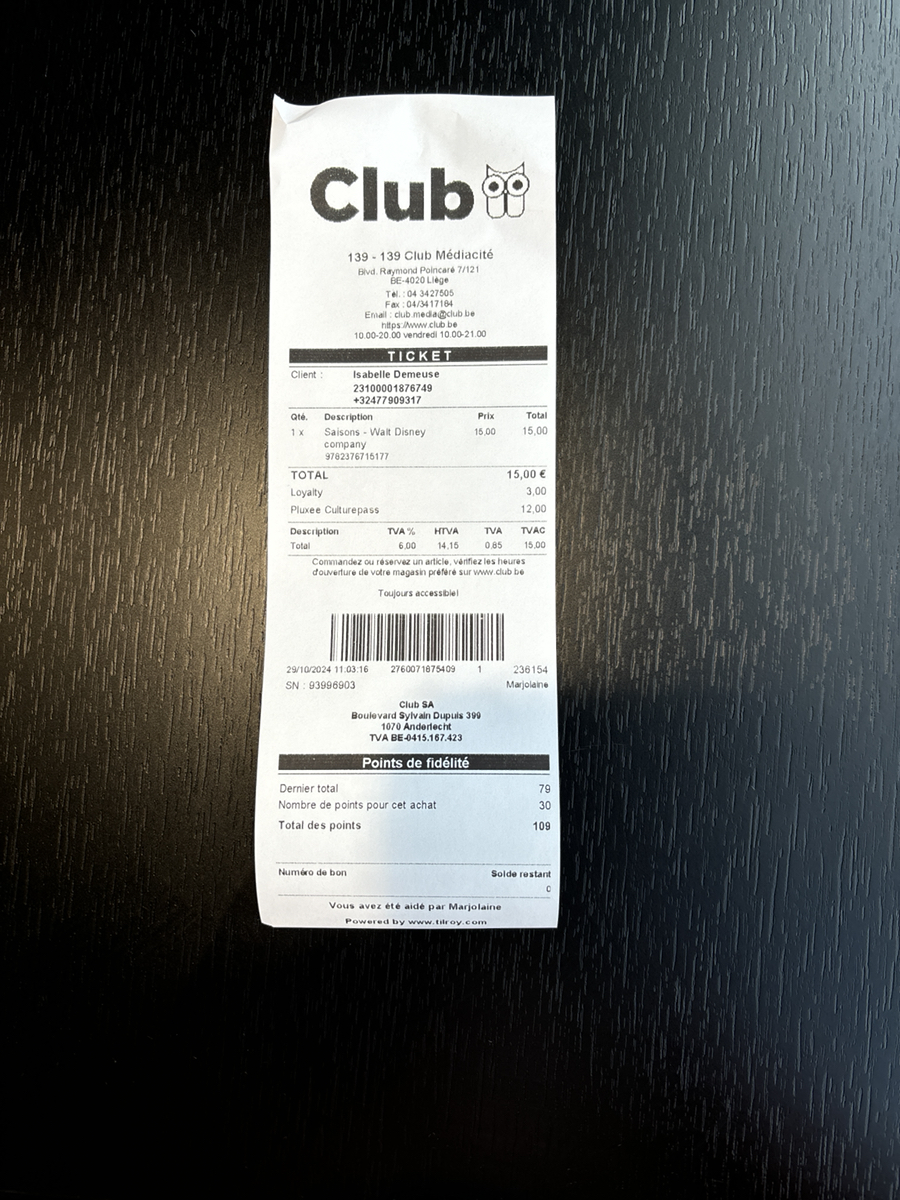 Club
139 - 139 Club Médiacité
Blvd. Raymond Poincaré 7/121
BE-4020 Liège
Tél. : 04 3427505
Fax : 04/3417184
Email : club.media@club.be
https://www.club.be
10.00-20.00 vendredi 10.00-21.00
TICKET
Client : Isabelle Demeuse
23100001876749
+32477909317
Qté. Description Prix Total
1 x Saisons - Walt Disney 15,00 15,00
company
9782376715177
TOTAL 15,00 €
Loyalty 3,00
Pluxee Culturepass 12,00
Description TVA % HTVA TVA TVAC
Total 6,00 14,15 0,85 15,00
Commandez ou réservez un article, vérifiez les heures
d'ouverture de votre magasin préféré sur www.club.be
Toujours accessible!
29/10/2024 11:03:16 2760071875409 1 236154
SN : 93996903 Marjolaine
Club SA
Boulevard Sylvain Dupuis 399
1070 Anderlecht
TVA BE-0415.167.423
Points de fidélité
Dernier total 79
Nombre de points pour cet achat 30
Total des points 109
Numéro de bon Solde restant
0
Vous avez été aidé par Marjolaine
Powered by www.tilroy.com